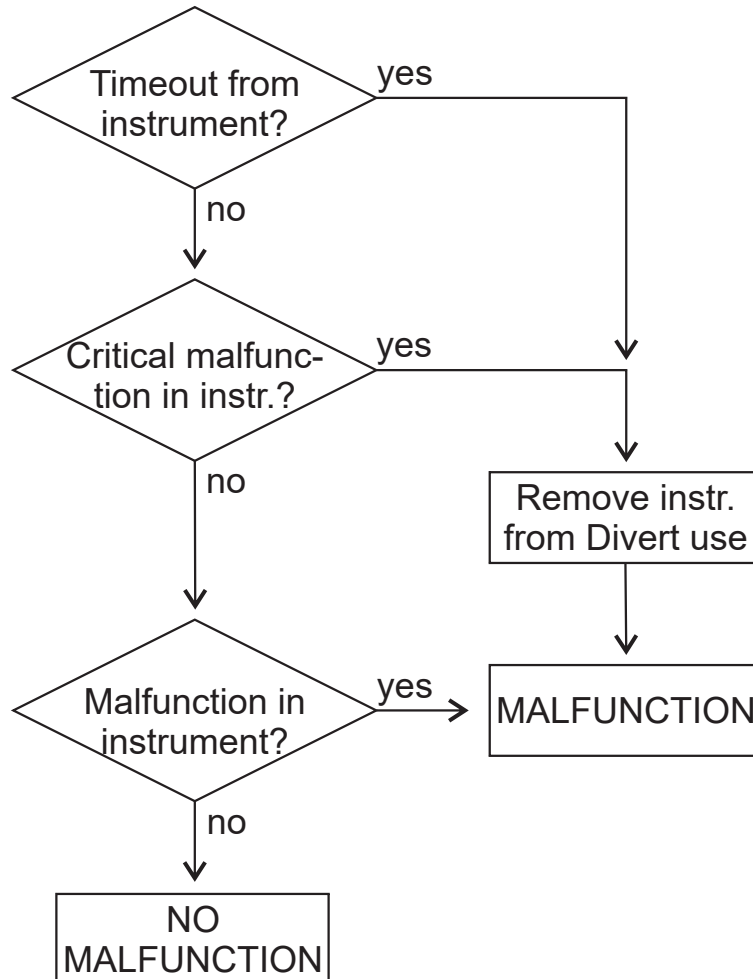 Timeout from
instrument?
yes
no
Critical malfunc-
tion in instr.?
yes
no
Remove instr.
from Divert use
Malfunction in
instrument?
yes
MALFUNCTION
no
NO
MALFUNCTION